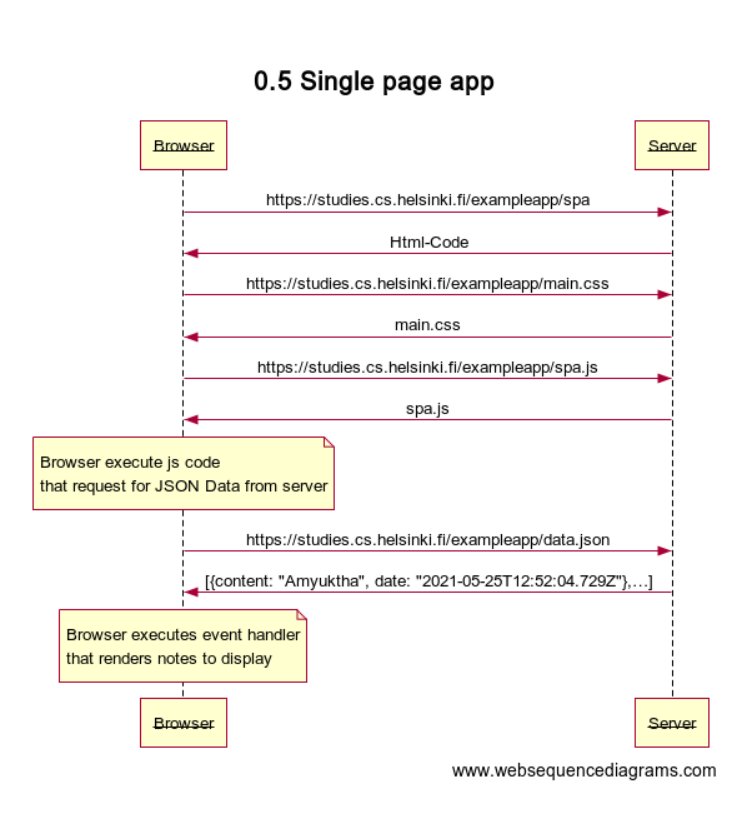 0.5 Single page app
Browser
Server
https://studies.cs.helsinki.fi/exampleapp/spa
Html-Code
https://studies.cs.helsinki.fi/exampleapp/main.css
main.css
https://studies.cs.helsinki.fi/exampleapp/spa.js
spa.js
Browser execute js code
that request for JSON Data from server
https://studies.cs.helsinki.fi/exampleapp/data.json
[{content: "Amyuktha", date: "2021-05-25T12:52:04.729Z"},...]
Browser executes event handler
that renders notes to display
Browser
Server
www.websequencediagrams.com